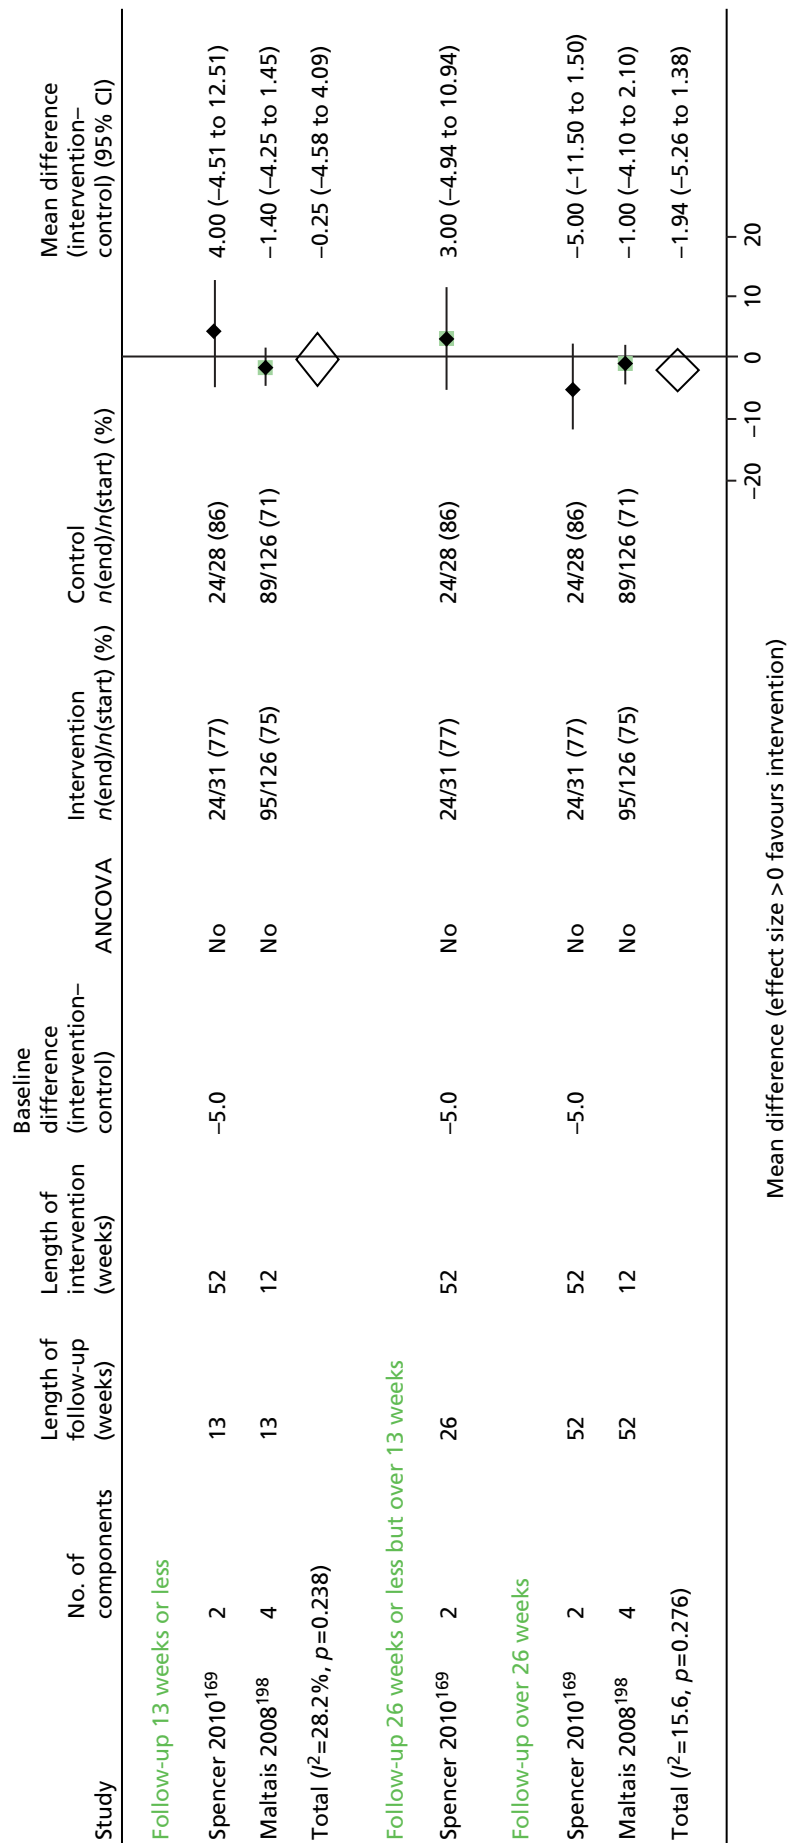 Study No. of components Length of follow-up (weeks) Length of intervention (weeks) Baseline difference (intervention–control) ANCOVA Intervention n(end)/n(start) (%) Control n(end)/n(start) (%) Mean difference (intervention–control) (95% CI)
Follow-up 13 weeks or less
Spencer 2010¹⁶⁹ 2 13 52 –5.0 No 24/31 (77) 24/28 (86) 4.00 (–4.51 to 12.51)
Maltais 2008¹⁹⁸ 4 13 12 No 95/126 (75) 89/126 (71) –1.40 (–4.25 to 1.45)
Total (I²=28.2%, p=0.238) –0.25 (–4.58 to 4.09)
Follow-up 26 weeks or less but over 13 weeks
Spencer 2010¹⁶⁹ 2 26 52 –5.0 No 24/31 (77) 24/28 (86) 3.00 (–4.94 to 10.94)
Follow-up over 26 weeks
Spencer 2010¹⁶⁹ 2 52 52 –5.0 No 24/31 (77) 24/28 (86) –5.00 (–11.50 to 1.50)
Maltais 2008¹⁹⁸ 4 52 12 No 95/126 (75) 89/126 (71) –1.00 (–4.10 to 2.10)
Total (I²=15.6, p=0.276) –1.94 (–5.26 to 1.38)
–20 –10 0 10 20
Mean difference (effect size >0 favours intervention)